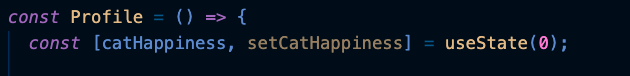 const Profile = () => {
const [catHappiness, setCatHappiness] = useState(0);